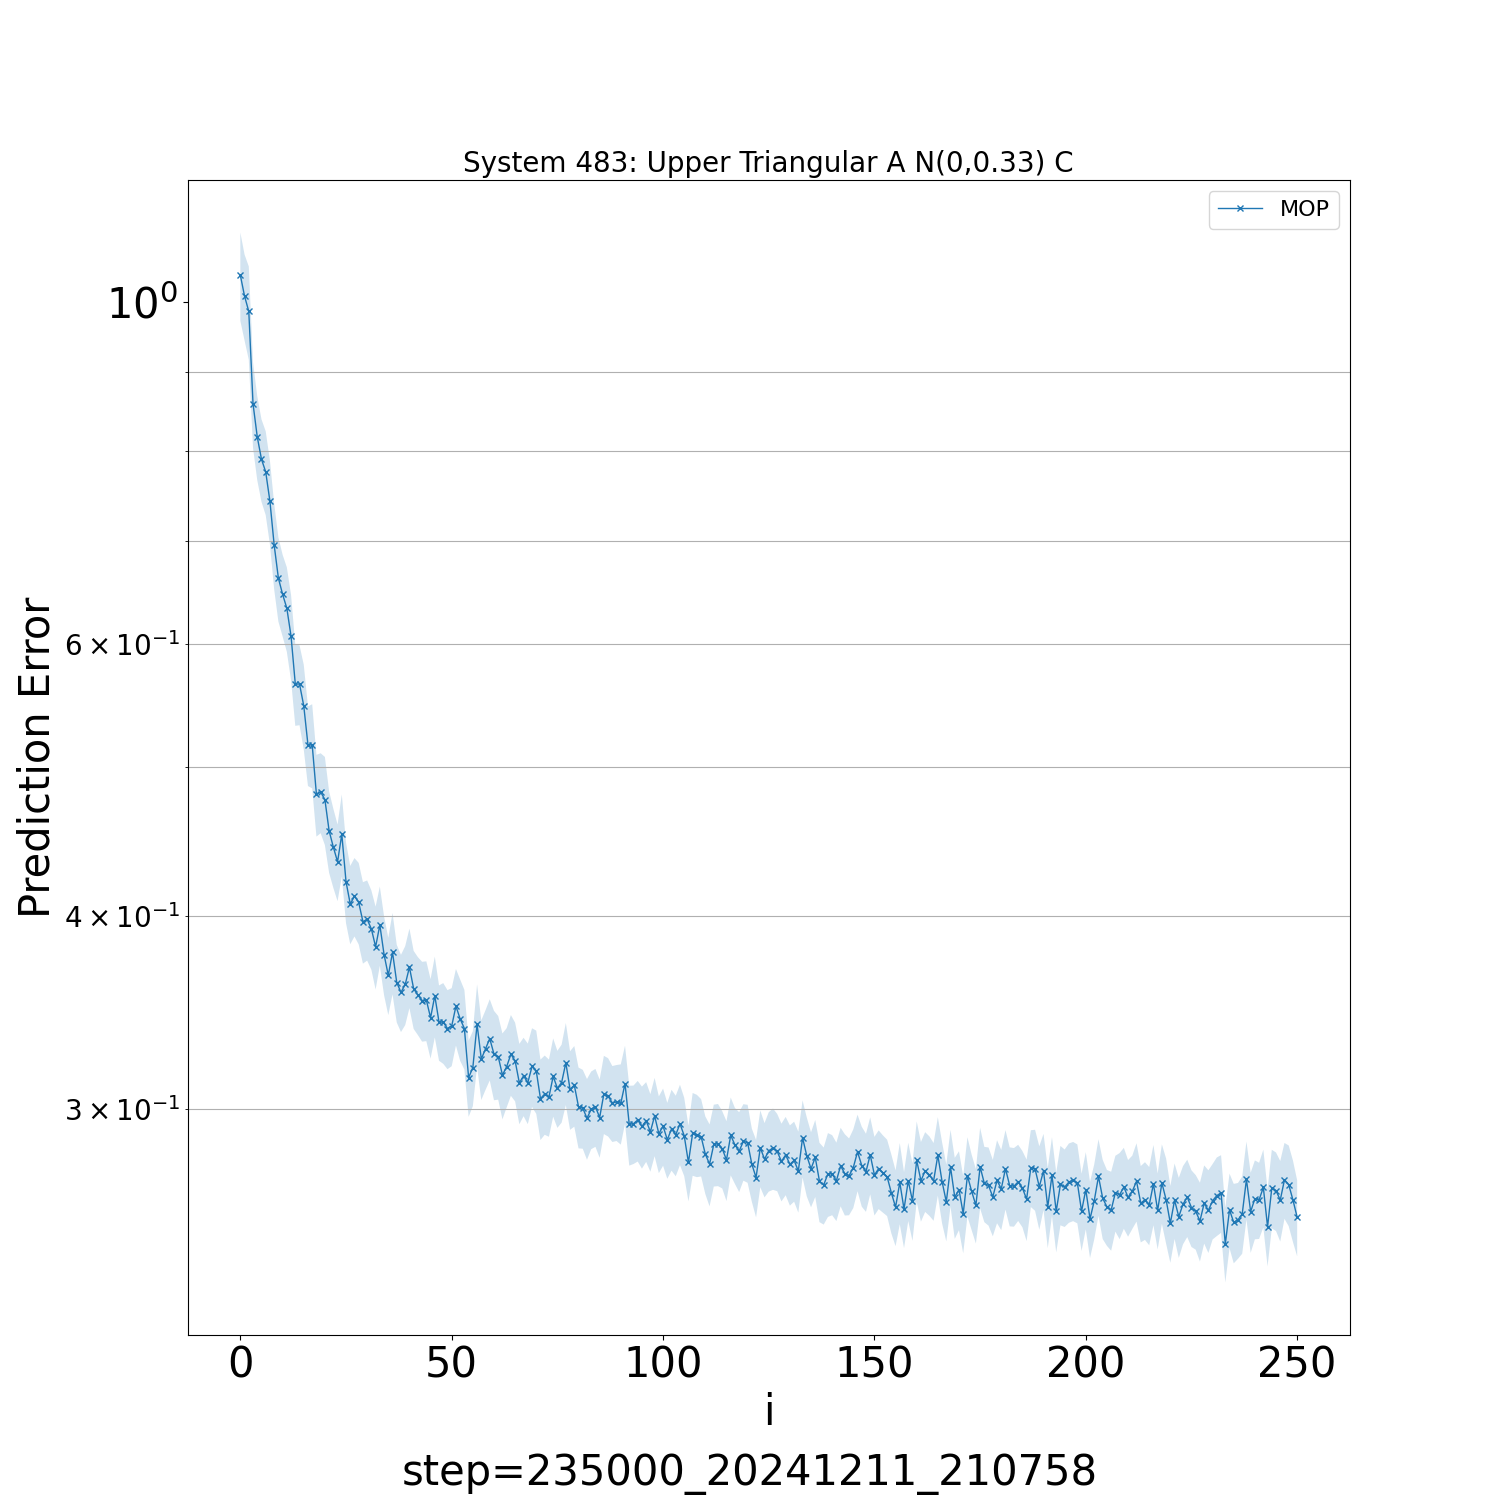 System 483: Upper Triangular A N(0,0.33) C
MOP
10⁰
6 × 10⁻¹
4 × 10⁻¹
3 × 10⁻¹
Prediction Error
0 50 100 150 200 250
i
step=235000_20241211_210758